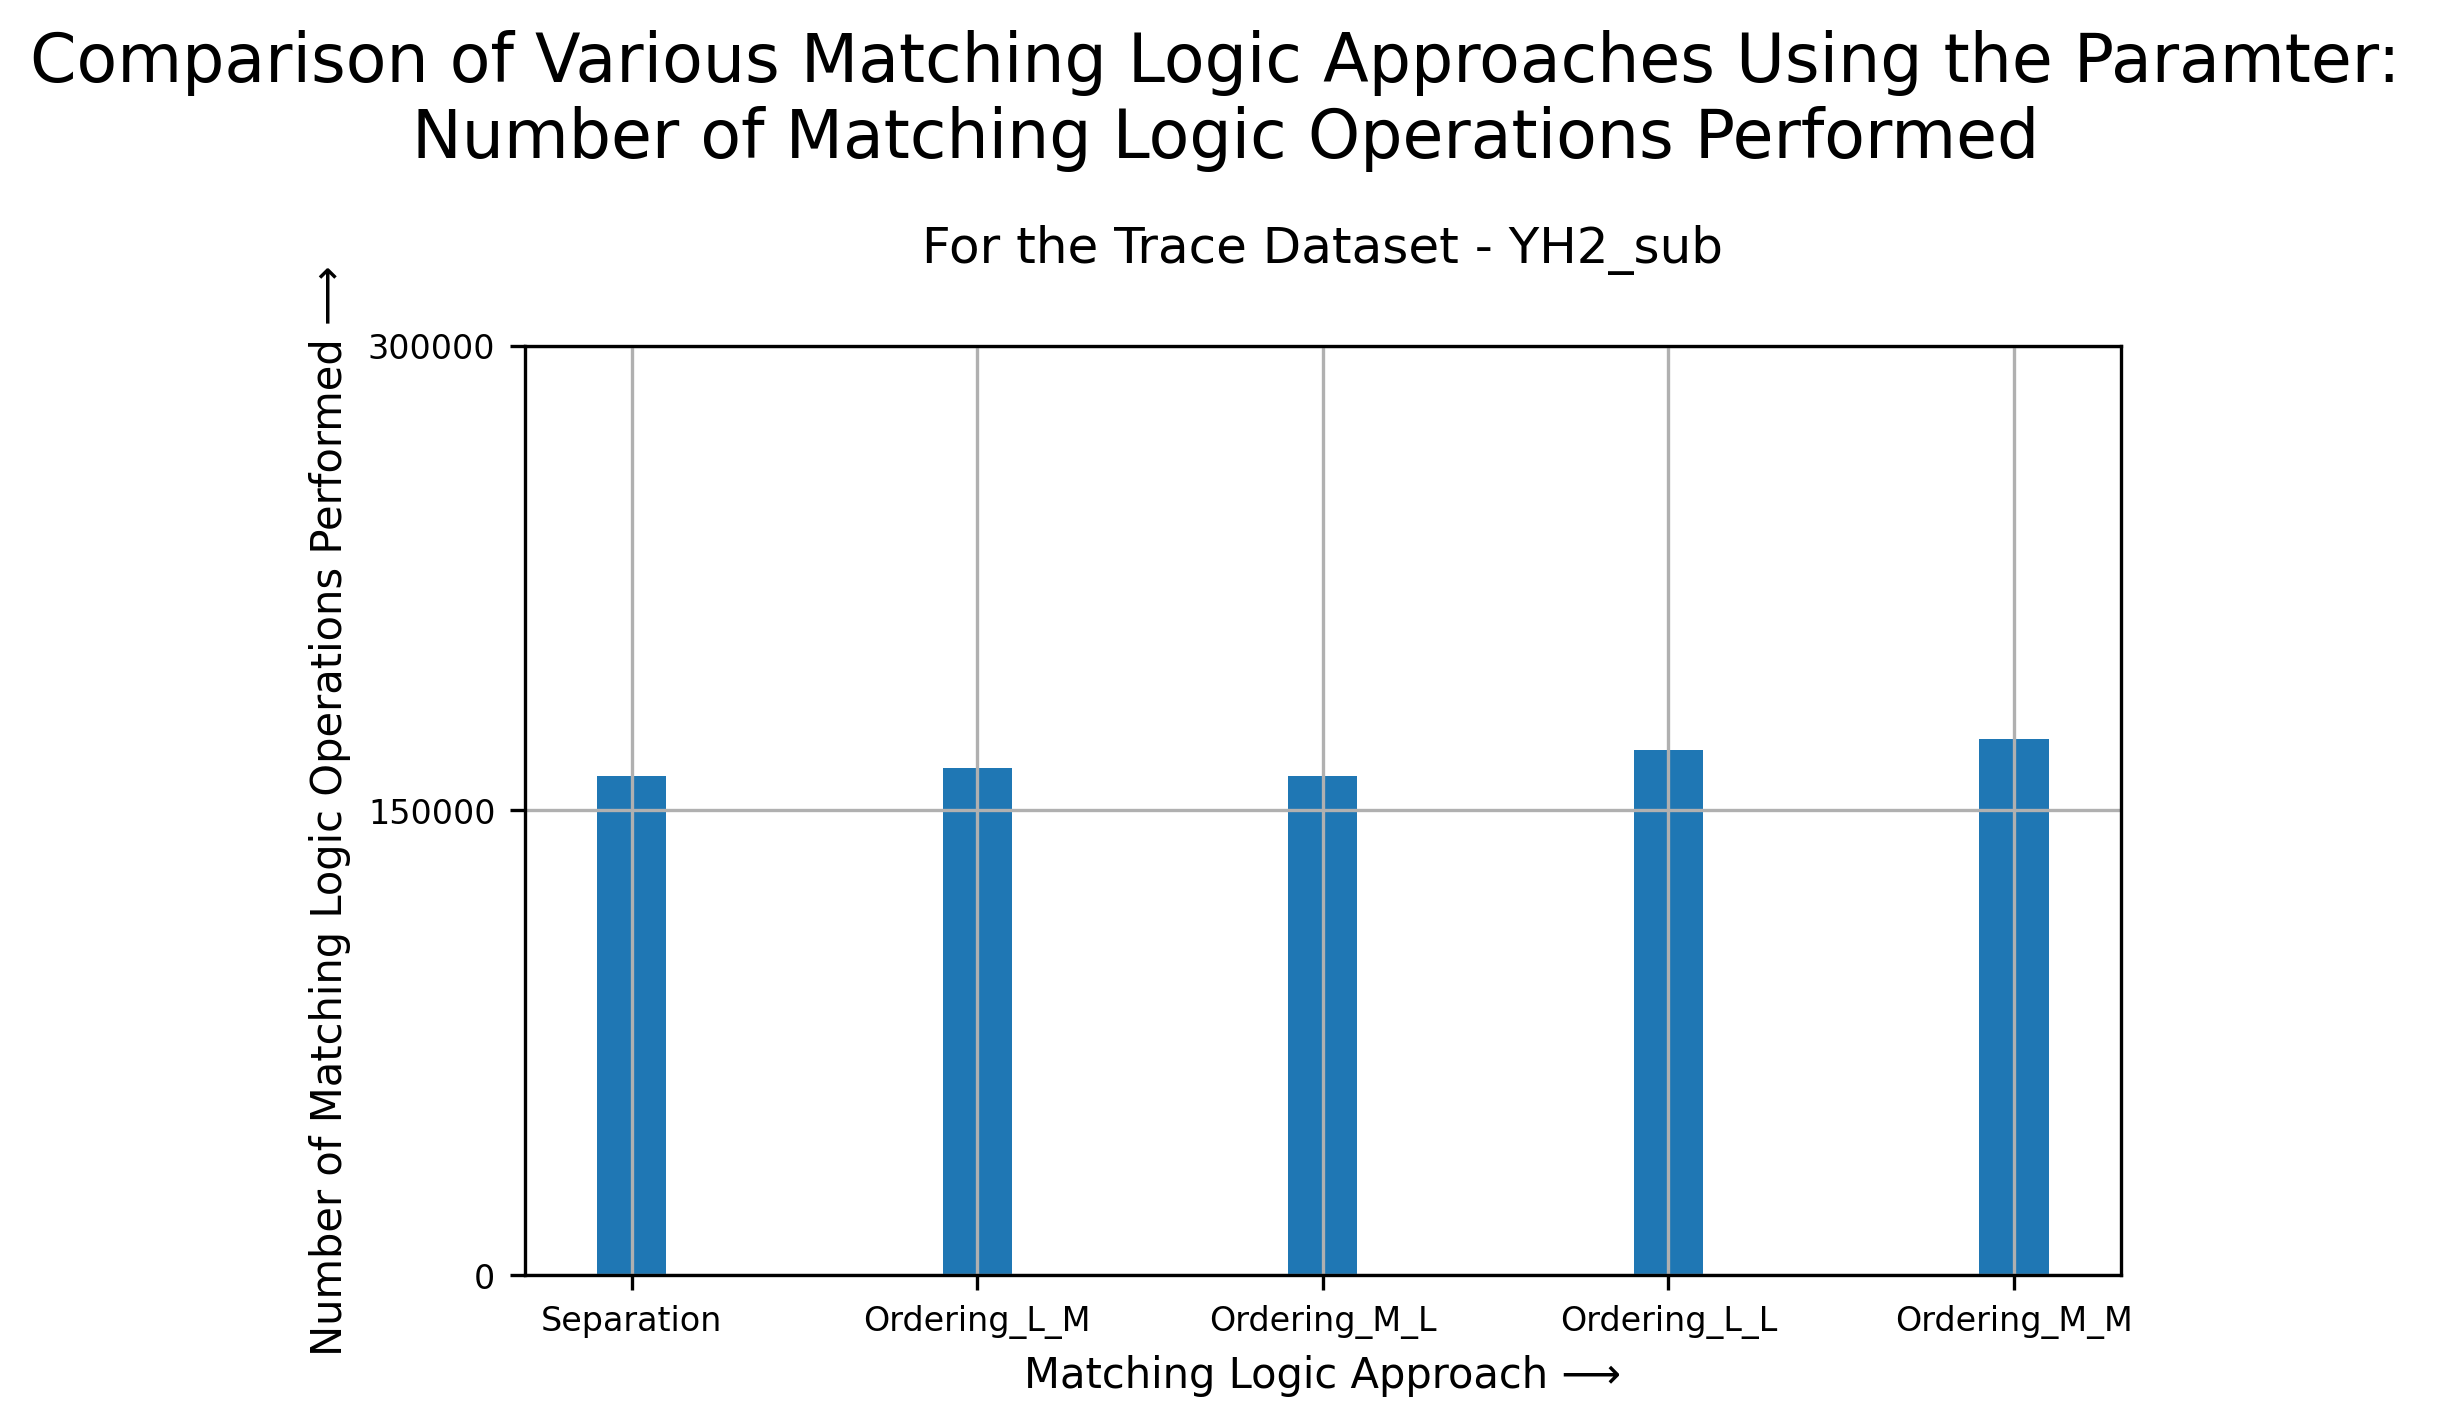 Comparison of Various Matching Logic Approaches Using the Paramter:
Number of Matching Logic Operations Performed
For the Trace Dataset - YH2_sub
Number of Matching Logic Operations Performed ⟶
300000
150000
0
Separation
Ordering_L_M
Ordering_M_L
Ordering_L_L
Ordering_M_M
Matching Logic Approach ⟶